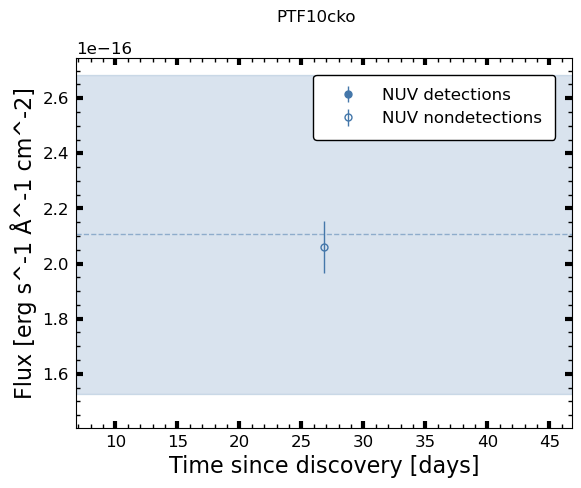 PTF10cko
1e−16
NUV detections
NUV nondetections
2.6
2.4
2.2
2.0
1.8
1.6
Flux [erg s^-1 Å^-1 cm^-2]
10 15 20 25 30 35 40 45
Time since discovery [days]